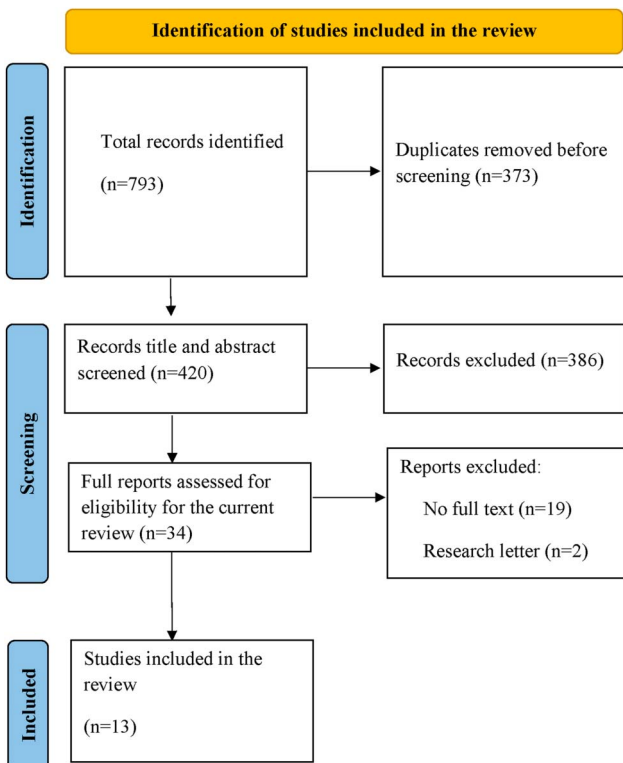 Identification of studies included in the review
Identification
Total records identified
(n=793)
Duplicates removed before
screening (n=373)
Screening
Records title and abstract
screened (n=420)
Records excluded (n=386)
Full reports assessed for
eligibility for the current
review (n=34)
Reports excluded:
No full text (n=19)
Research letter (n=2)
Included
Studies included in the
review
(n=13)